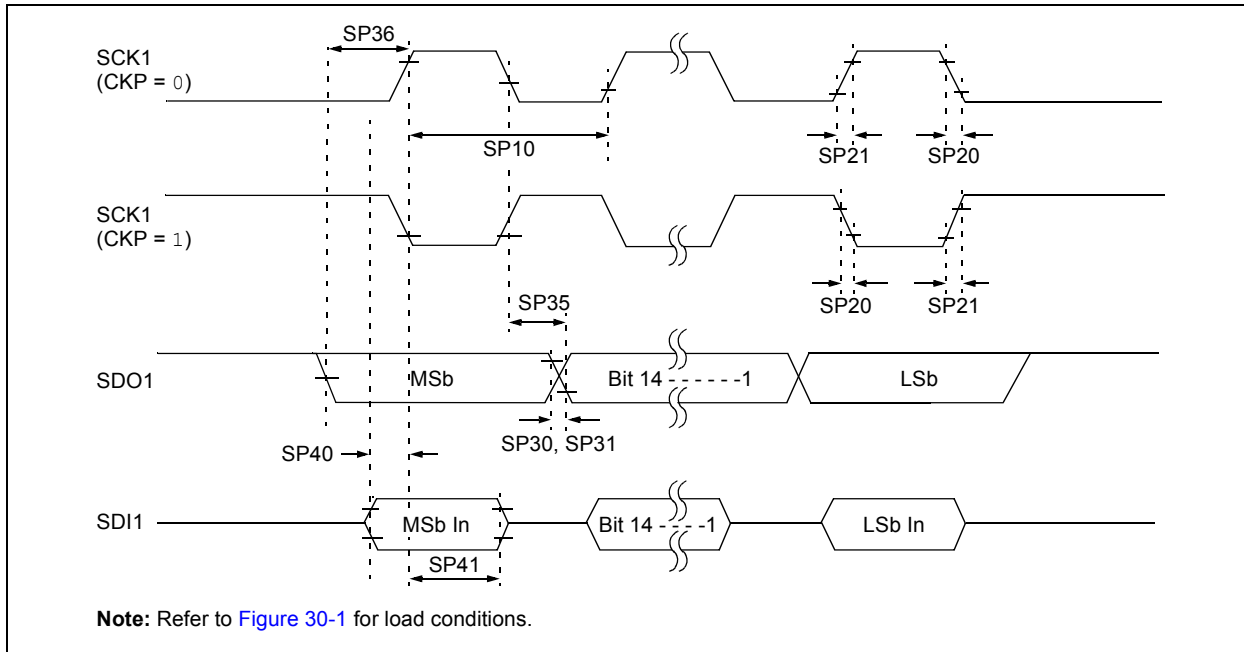 SP36
SCK1
(CKP = 0)
SP10
SP21
SP20
SCK1
(CKP = 1)
SP35
SP20
SP21
SDO1
MSb
Bit 14 - - - - - -1
LSb
SP30, SP31
SP40
SDI1
MSb In
Bit 14 - - - -1
LSb In
SP41
Note: Refer to Figure 30-1 for load conditions.